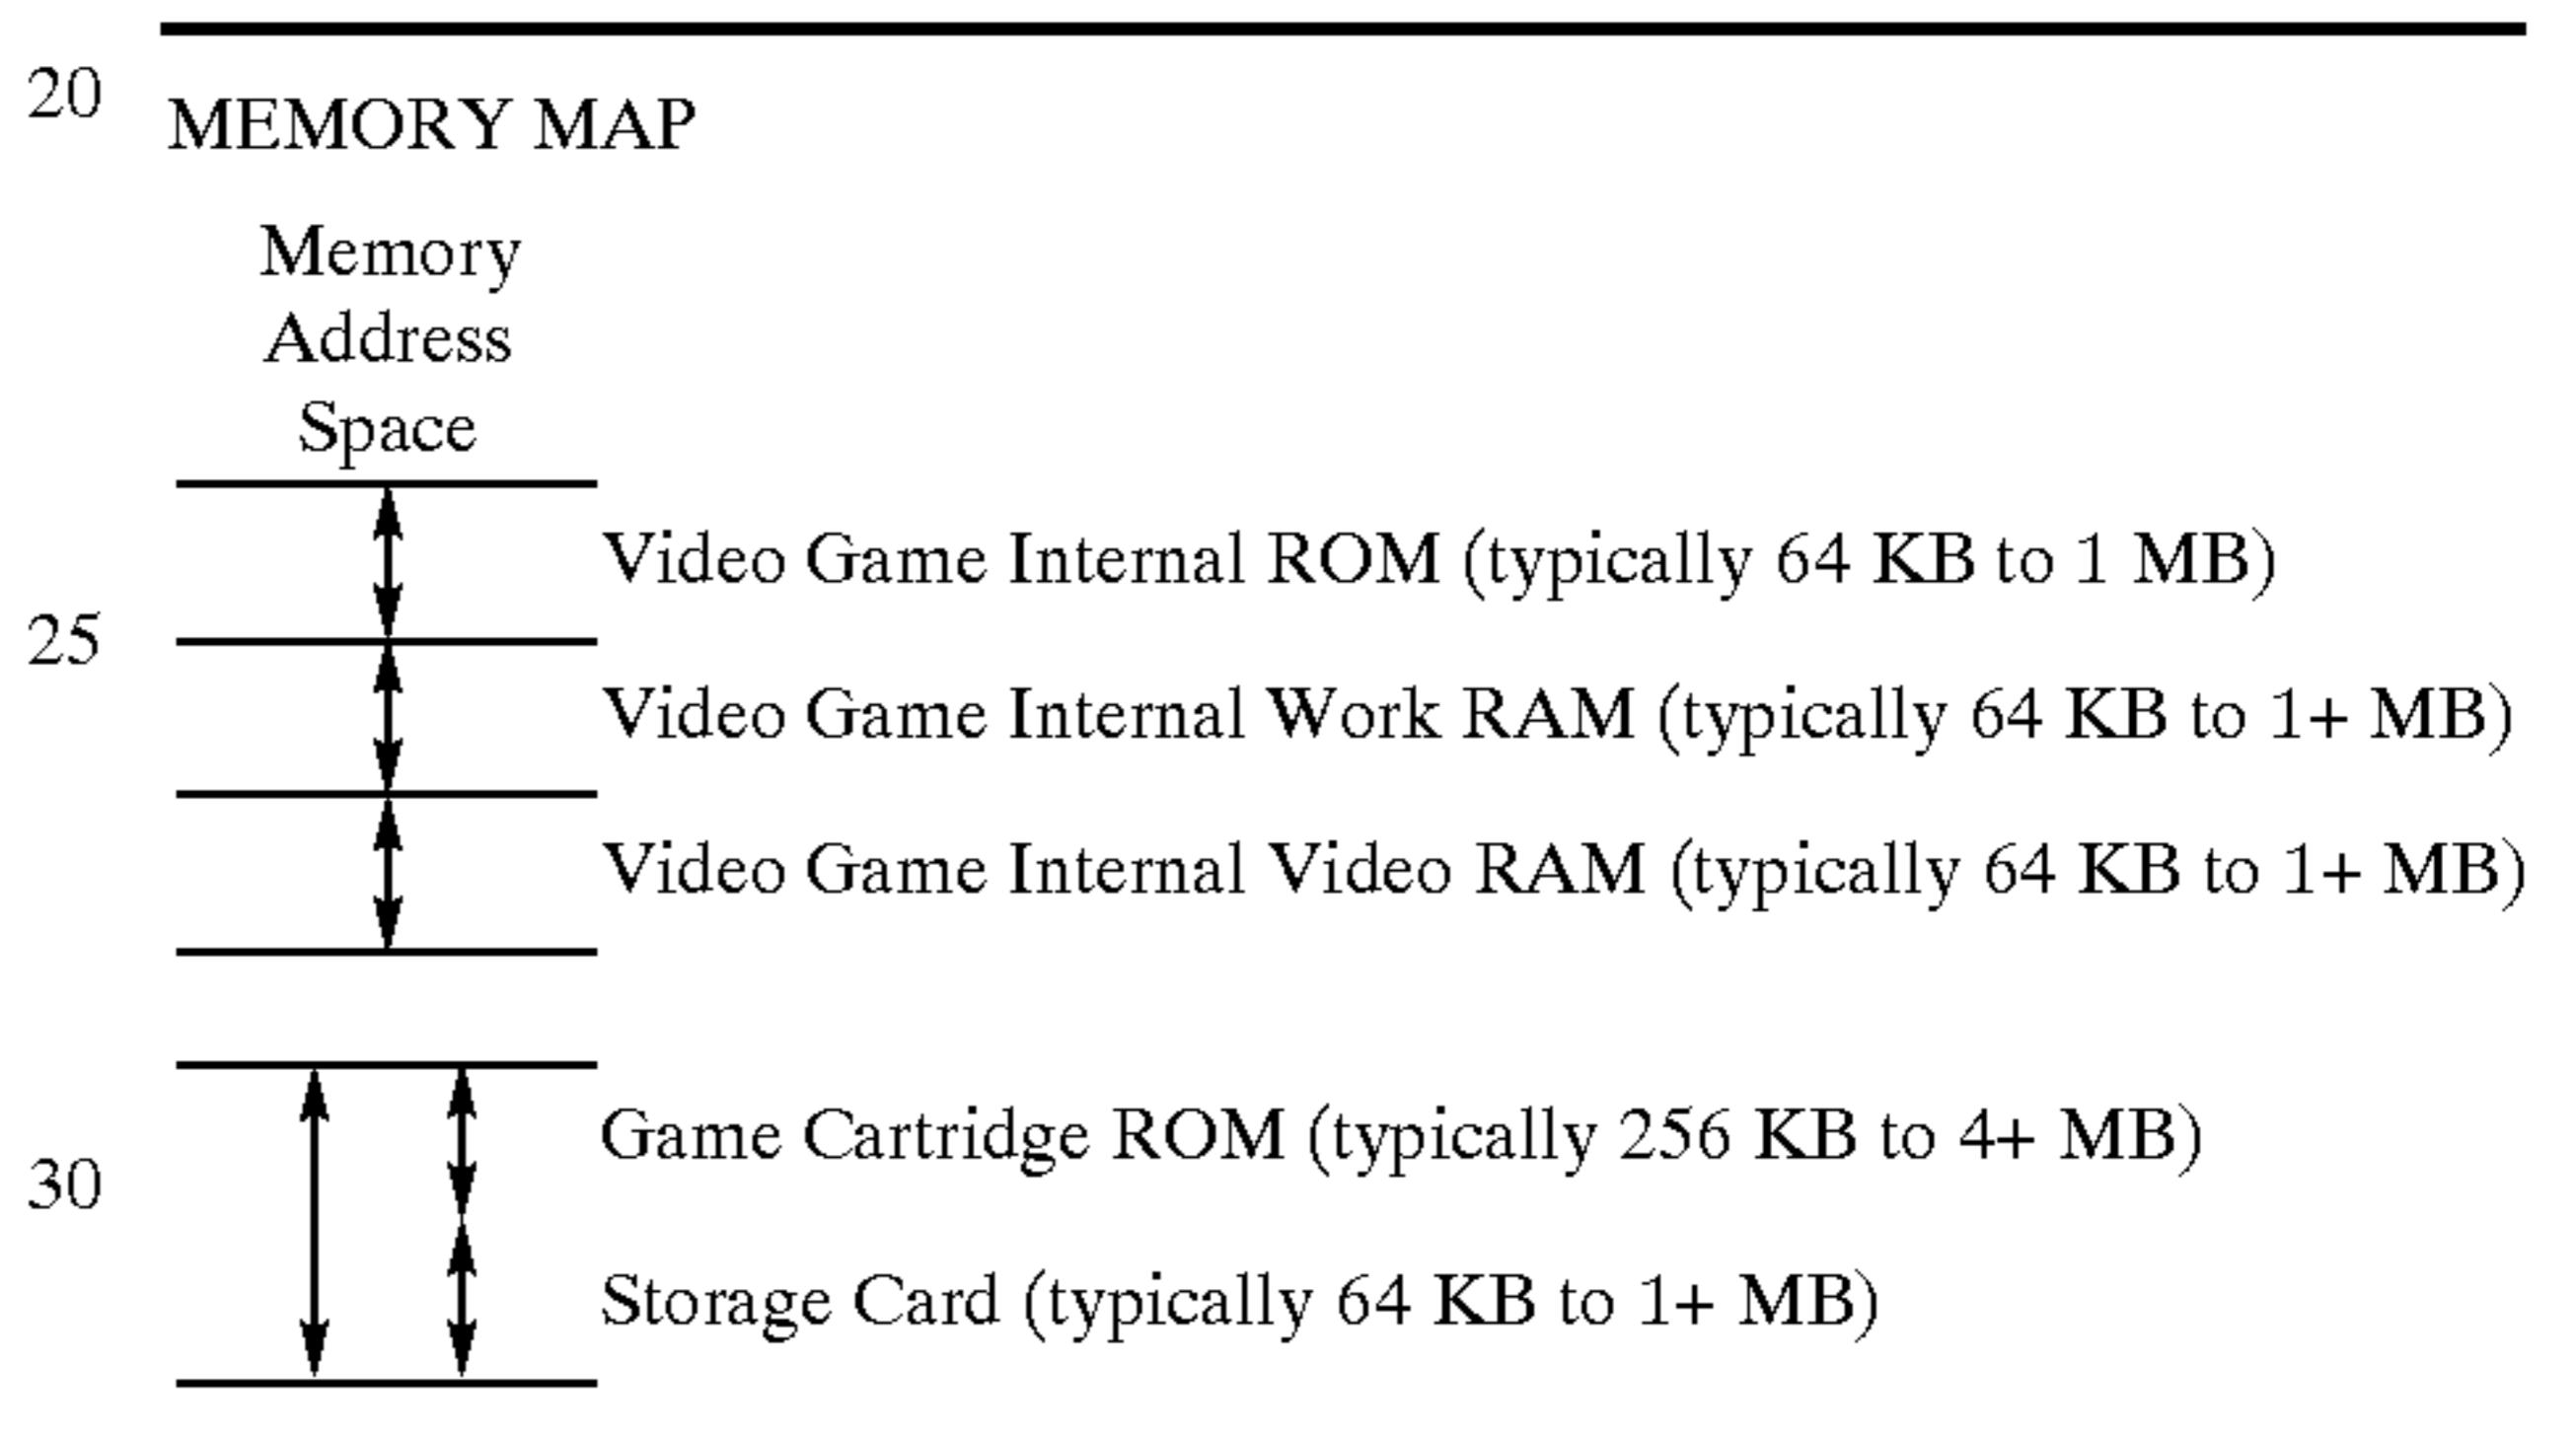 20
MEMORY MAP
Memory
Address
Space
Video Game Internal ROM (typically 64 KB to 1 MB)
25
Video Game Internal Work RAM (typically 64 KB to 1+ MB)
Video Game Internal Video RAM (typically 64 KB to 1+ MB)
Game Cartridge ROM (typically 256 KB to 4+ MB)
30
Storage Card (typically 64 KB to 1+ MB)